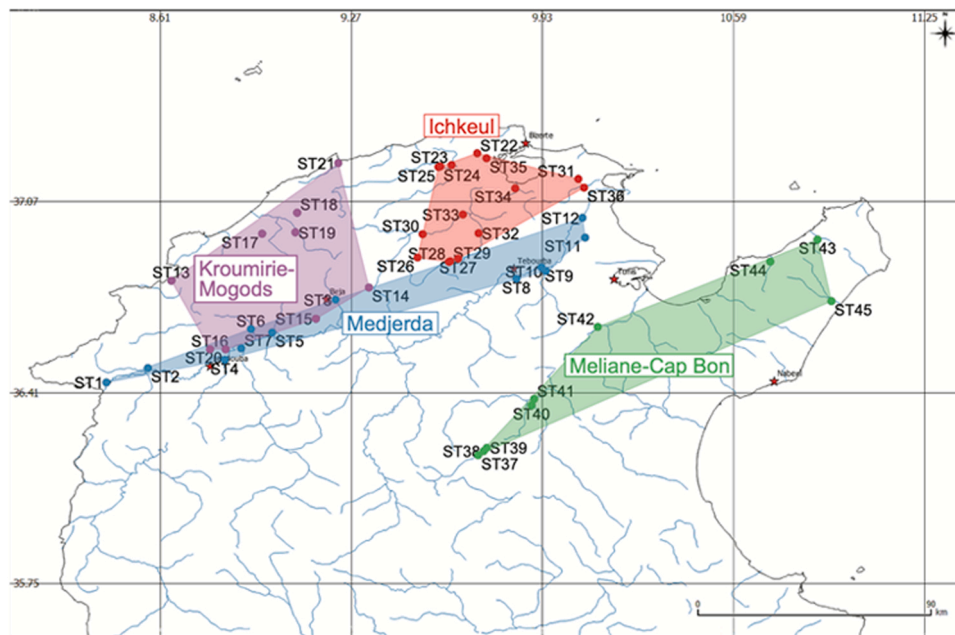 8.61 9.27 9.93 10.59 11.25
Ichkeul
Bizerte
ST22
ST23
ST35
ST21
ST25
ST24
ST31
37.07
ST34
ST36
ST18
ST33
ST12
ST30
ST17
ST19
ST32
ST11
ST43
ST28
ST29
ST26
ST27
Tebourba
ST10
ST9
ST44
ST13
Kroumirie-
Mogods
ST8
Tunis
ST3
Beja
ST14
ST45
ST15
Medjerda
ST42
ST6
ST5
ST16
ST7
ST20
ST4
ST1
ST2
Meliane-Cap Bon
Nabeul
36.41
ST41
ST40
ST39
ST38
ST37
35.75
0 90
km